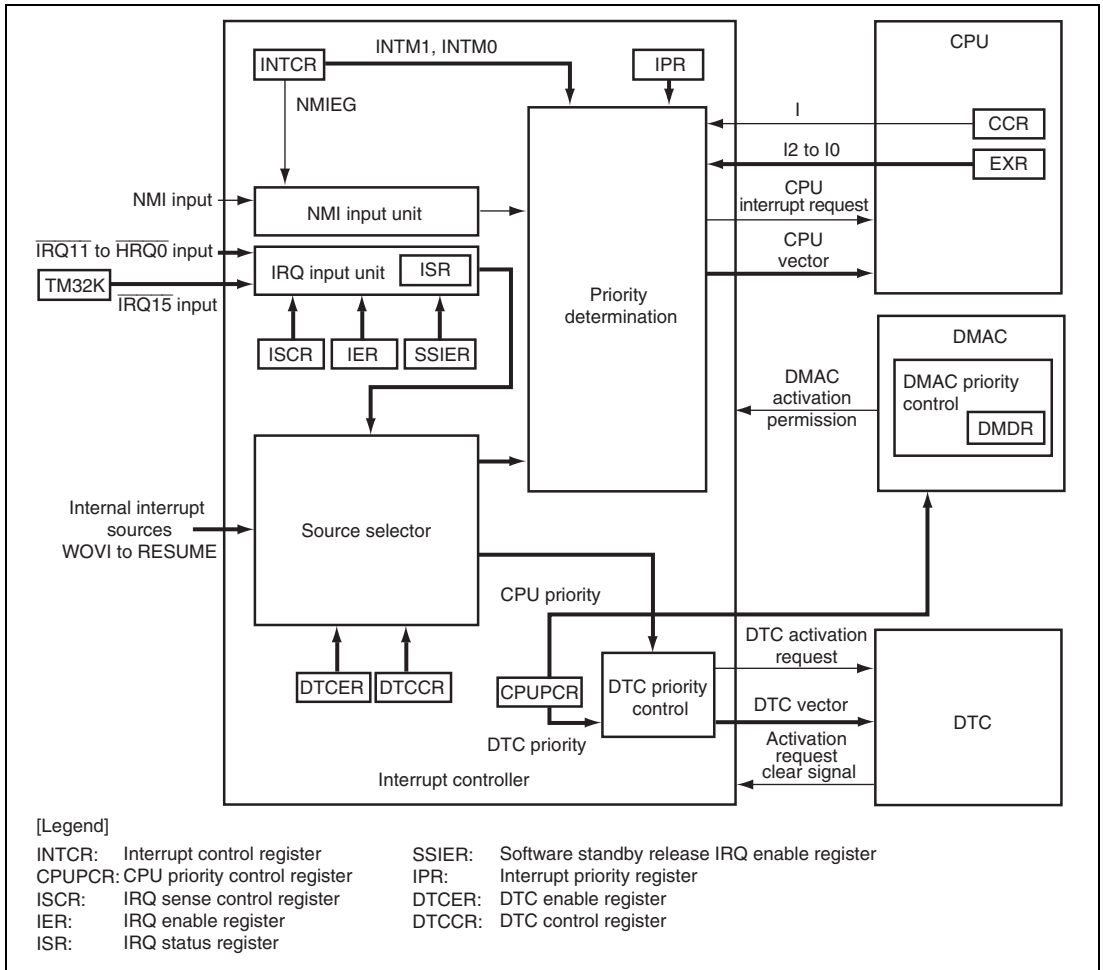 INTCR
INTM1, INTM0
IPR
CPU
NMIEG
I
CCR
I2 to I0
EXR
NMI input
NMI input unit
CPU
interrupt request
CPU
vector
IRQ11 to HRQ0 input
IRQ input unit
ISR
TM32K
IRQ15 input
Priority
determination
ISCR
IER
SSIER
DMAC
DMAC priority
control
DMDR
DMAC
activation
permission
Internal interrupt
sources
WOVI to RESUME
Source selector
CPU priority
DTCER
DTCCR
CPUPCR
DTC priority
control
DTC priority
DTC activation
request
DTC vector
Activation
request
clear signal
DTC
Interrupt controller
[Legend]
INTCR: Interrupt control register
CPUPCR: CPU priority control register
ISCR: IRQ sense control register
IER: IRQ enable register
ISR: IRQ status register
SSIER: Software standby release IRQ enable register
IPR: Interrupt priority register
DTCER: DTC enable register
DTCCR: DTC control register